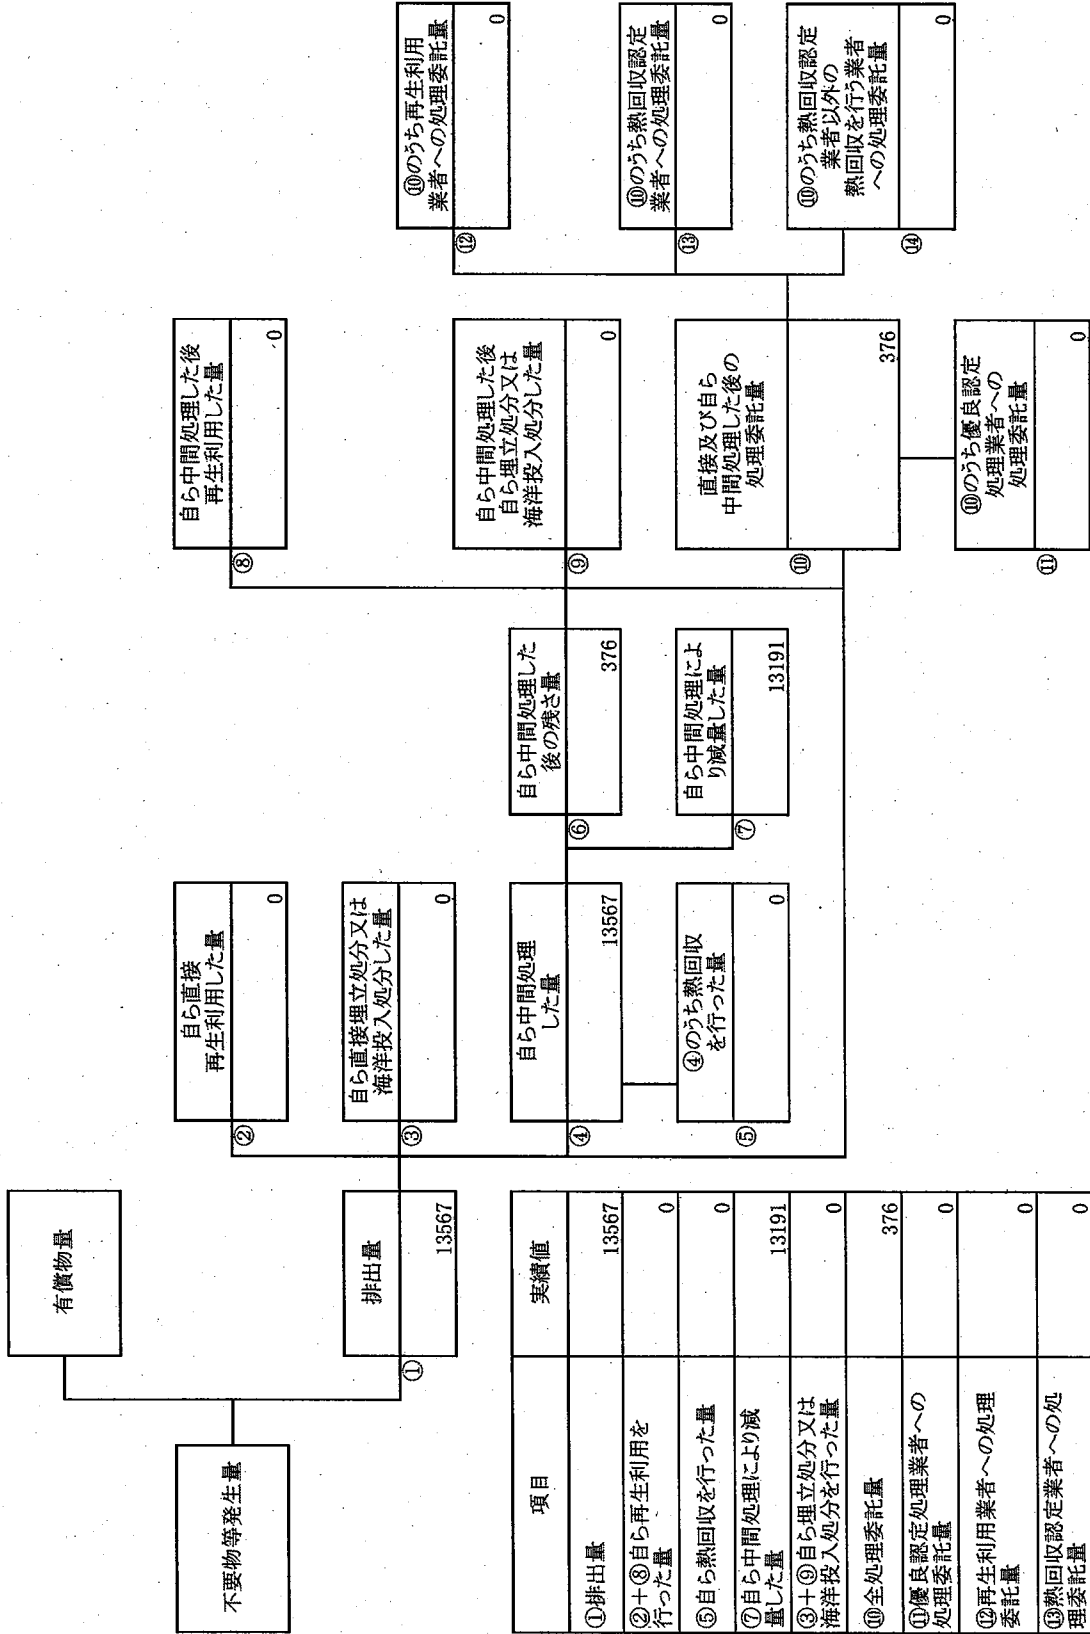 不要物等発生量
有償物量
排出量
①
13567
自ら直接
再生利用した量
②
0
自ら直接埋立処分又は
海洋投入処分した量
③
0
自ら中間処理
した量
④
13567
④のうち熱回収
を行った量
⑤
0
自ら中間処理した
後の残さ量
⑥
376
自ら中間処理によ
り減量した量
⑦
13191
自ら中間処理した後
再生利用した量
⑧
0
自ら中間処理した後
自ら埋立処分又は
海洋投入処分した量
⑨
0
直接及び自ら
中間処理した後の
処理委託量
⑩
376
⑩のうち優良認定
処理業者への
処理委託量
⑪
0
⑩のうち再生利用
業者への処理委託量
⑫
0
⑩のうち熱回収認定
業者への処理委託量
⑬
0
⑩のうち熱回収認定
業者以外の
熱回収を行う業者
への処理委託量
⑭
0
項目
実績値
①排出量
13567
②+⑧自ら再生利用を
行った量
0
⑤自ら熱回収を行った量
0
⑦自ら中間処理により減
量した量
13191
③+⑨自ら埋立処分又は
海洋投入処分を行った量
0
⑩全処理委託量
376
⑪優良認定処理業者への
処理委託量
0
⑫再生利用業者への処理
委託量
0
⑬熱回収認定業者への処
理委託量
0